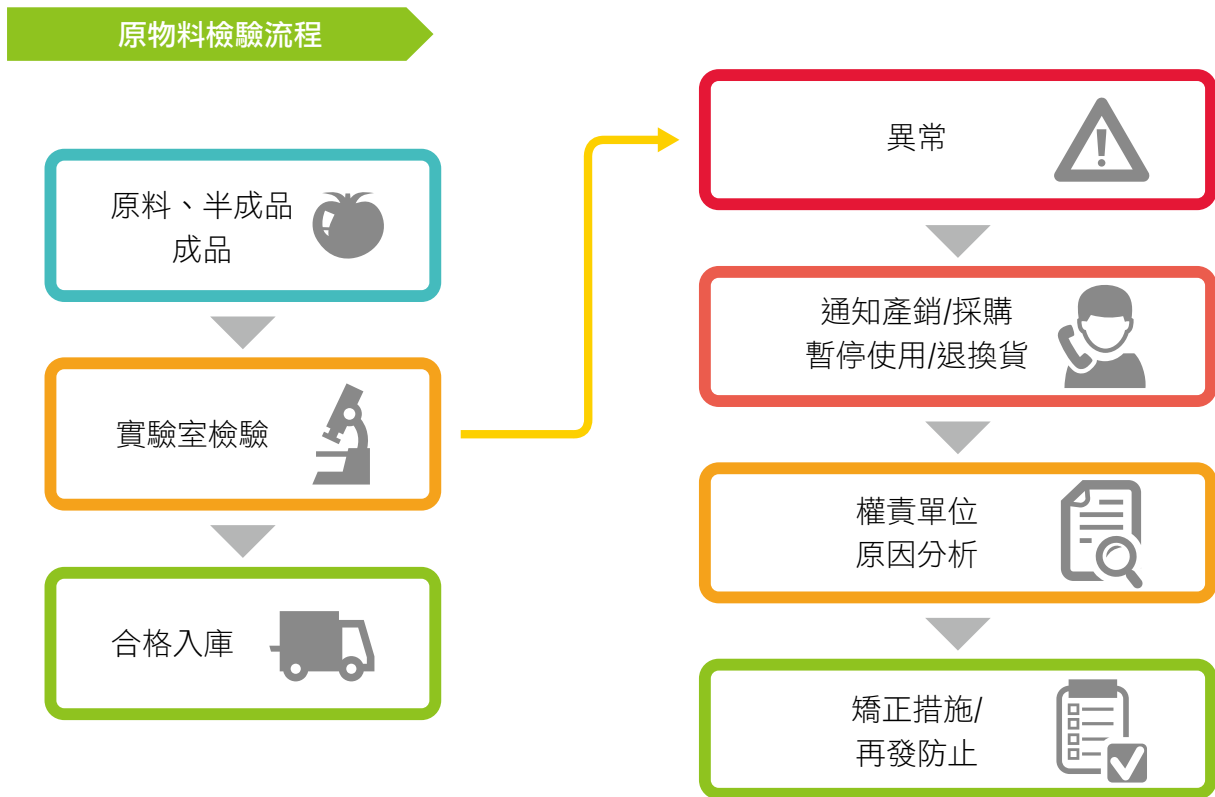 原物料檢驗流程
原料、半成品
成品
實驗室檢驗
合格入庫
異常
通知產銷/採購
暫停使用/退換貨
權責單位
原因分析
矯正措施/
再發防止